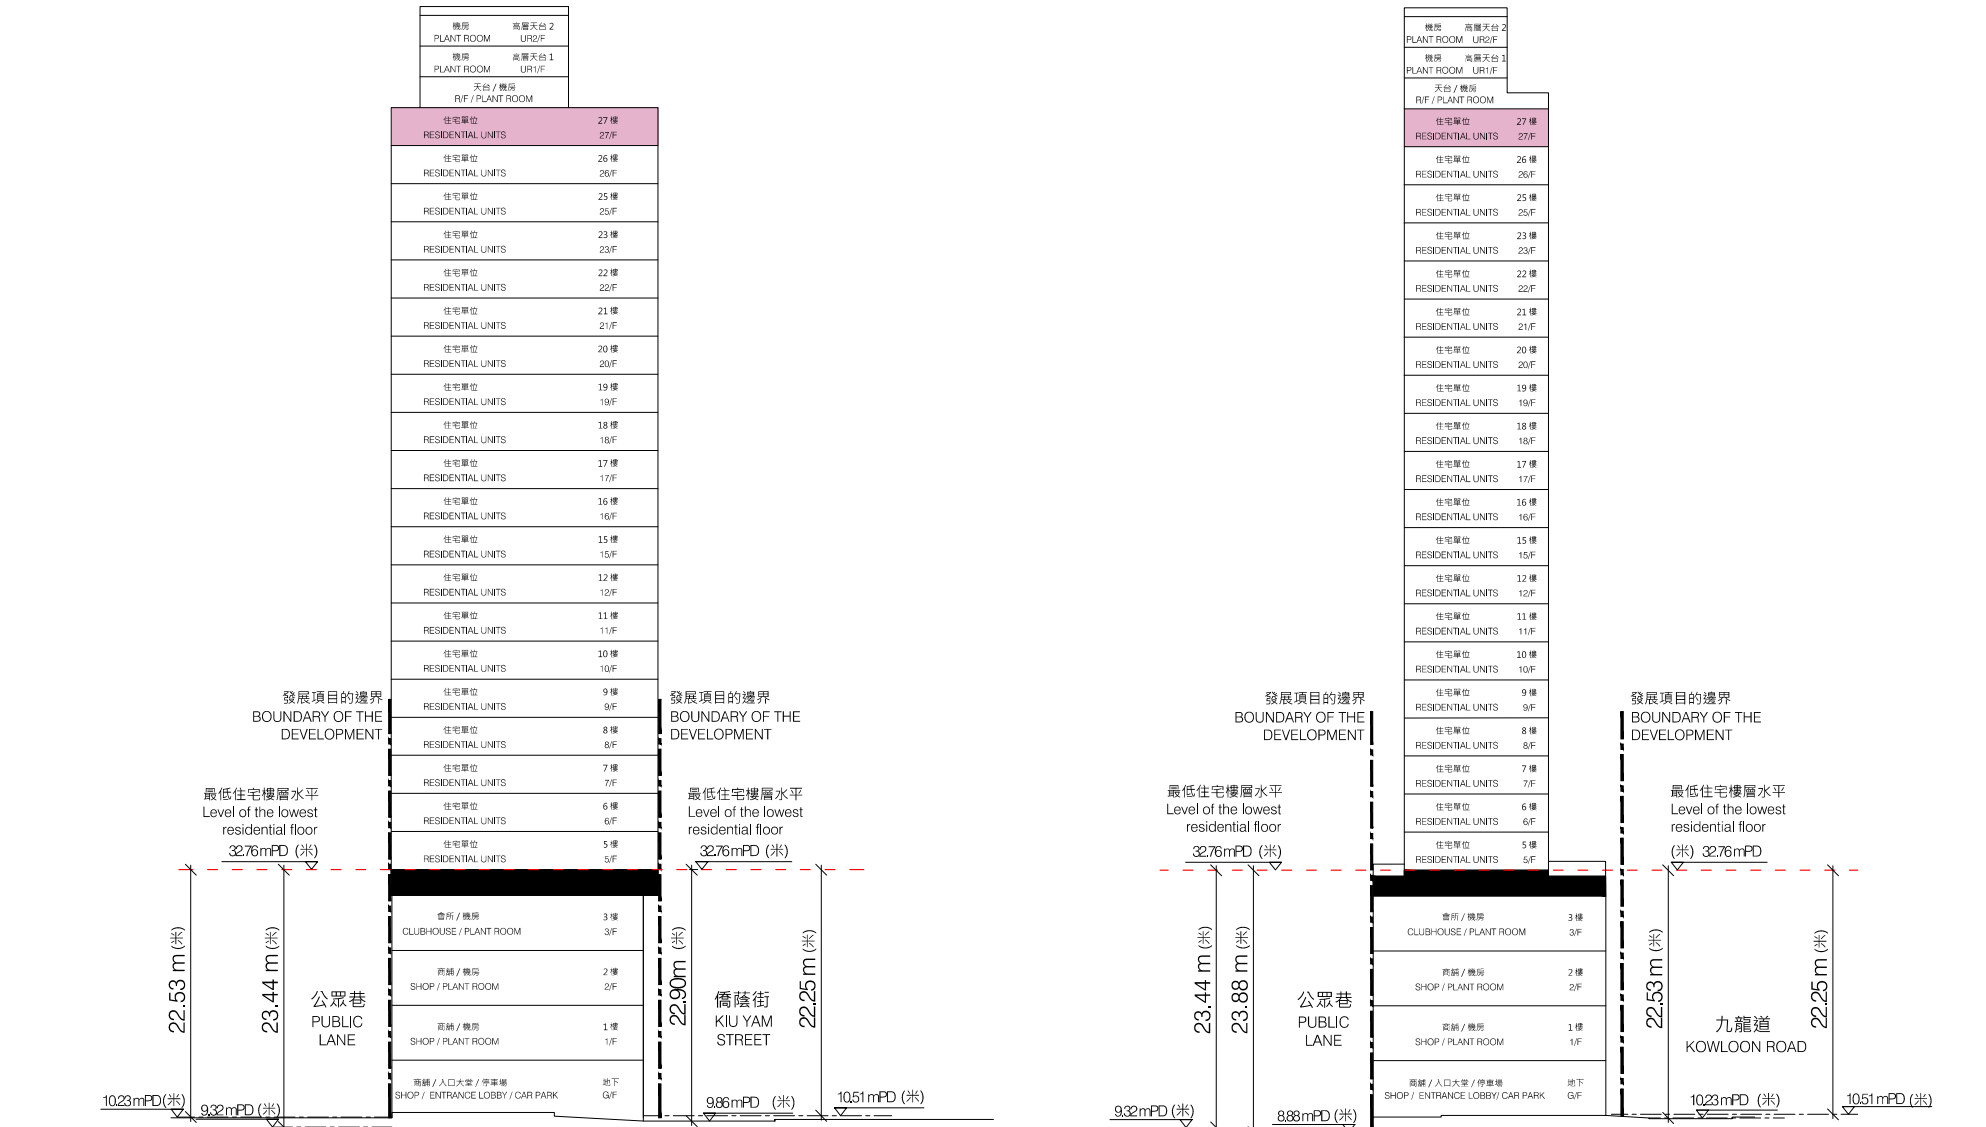 機房 高層天台 2
PLANT ROOM UR2/F
機房 高層天台 1
PLANT ROOM UR1/F
天台 / 機房
R/F / PLANT ROOM
住宅單位 27 樓
RESIDENTIAL UNITS 27/F
住宅單位 26 樓
RESIDENTIAL UNITS 26/F
住宅單位 25 樓
RESIDENTIAL UNITS 25/F
住宅單位 23 樓
RESIDENTIAL UNITS 23/F
住宅單位 22 樓
RESIDENTIAL UNITS 22/F
住宅單位 21 樓
RESIDENTIAL UNITS 21/F
住宅單位 20 樓
RESIDENTIAL UNITS 20/F
住宅單位 19 樓
RESIDENTIAL UNITS 19/F
住宅單位 18 樓
RESIDENTIAL UNITS 18/F
住宅單位 17 樓
RESIDENTIAL UNITS 17/F
住宅單位 16 樓
RESIDENTIAL UNITS 16/F
住宅單位 15 樓
RESIDENTIAL UNITS 15/F
住宅單位 12 樓
RESIDENTIAL UNITS 12/F
住宅單位 11 樓
RESIDENTIAL UNITS 11/F
住宅單位 10 樓
RESIDENTIAL UNITS 10/F
住宅單位 9 樓
RESIDENTIAL UNITS 9/F
住宅單位 8 樓
RESIDENTIAL UNITS 8/F
住宅單位 7 樓
RESIDENTIAL UNITS 7/F
住宅單位 6 樓
RESIDENTIAL UNITS 6/F
住宅單位 5 樓
RESIDENTIAL UNITS 5/F
會所 / 機房 3 樓
CLUBHOUSE / PLANT ROOM 3/F
商舖 / 機房 2 樓
SHOP / PLANT ROOM 2/F
商舖 / 機房 1 樓
SHOP / PLANT ROOM 1/F
商舖 / 入口大堂 / 停車場 地下
SHOP / ENTRANCE LOBBY / CAR PARK G/F
發展項目的邊界
BOUNDARY OF THE
DEVELOPMENT
最低住宅樓層水平
Level of the lowest
residential floor
32.76mPD (米)
22.53 m (米)
23.44 m (米)
公眾巷
PUBLIC
LANE
10.23mPD(米)
9.32mPD (米)
發展項目的邊界
BOUNDARY OF THE
DEVELOPMENT
最低住宅樓層水平
Level of the lowest
residential floor
32.76mPD (米)
22.90m (米)
僑蔭街
KIU YAM
STREET
22.25 m (米)
9.86mPD (米)
10.51mPD(米)
機房 高層天台 2
PLANT ROOM UR2/F
機房 高層天台 1
PLANT ROOM UR1/F
天台 / 機房
R/F / PLANT ROOM
住宅單位 27 樓
RESIDENTIAL UNITS 27/F
住宅單位 26 樓
RESIDENTIAL UNITS 26/F
住宅單位 25 樓
RESIDENTIAL UNITS 25/F
住宅單位 23 樓
RESIDENTIAL UNITS 23/F
住宅單位 22 樓
RESIDENTIAL UNITS 22/F
住宅單位 21 樓
RESIDENTIAL UNITS 21/F
住宅單位 20 樓
RESIDENTIAL UNITS 20/F
住宅單位 19 樓
RESIDENTIAL UNITS 19/F
住宅單位 18 樓
RESIDENTIAL UNITS 18/F
住宅單位 17 樓
RESIDENTIAL UNITS 17/F
住宅單位 16 樓
RESIDENTIAL UNITS 16/F
住宅單位 15 樓
RESIDENTIAL UNITS 15/F
住宅單位 12 樓
RESIDENTIAL UNITS 12/F
住宅單位 11 樓
RESIDENTIAL UNITS 11/F
住宅單位 10 樓
RESIDENTIAL UNITS 10/F
住宅單位 9 樓
RESIDENTIAL UNITS 9/F
住宅單位 8 樓
RESIDENTIAL UNITS 8/F
住宅單位 7 樓
RESIDENTIAL UNITS 7/F
住宅單位 6 樓
RESIDENTIAL UNITS 6/F
住宅單位 5 樓
RESIDENTIAL UNITS 5/F
會所 / 機房 3 樓
CLUBHOUSE / PLANT ROOM 3/F
商舖 / 機房 2 樓
SHOP / PLANT ROOM 2/F
商舖 / 機房 1 樓
SHOP / PLANT ROOM 1/F
商舖 / 入口大堂 / 停車場 地下
SHOP / ENTRANCE LOBBY/ CAR PARK G/F
發展項目的邊界
BOUNDARY OF THE
DEVELOPMENT
最低住宅樓層水平
Level of the lowest
residential floor
32.76mPD (米)
23.44 m (米)
23.88 m (米)
公眾巷
PUBLIC
LANE
9.32mPD (米)
8.88mPD (米)
發展項目的邊界
BOUNDARY OF THE
DEVELOPMENT
最低住宅樓層水平
Level of the lowest
residential floor
(米) 32.76mPD
22.53 m (米)
九龍道
KOWLOON ROAD
22.25 m (米)
10.23mPD (米)
10.51mPD (米)